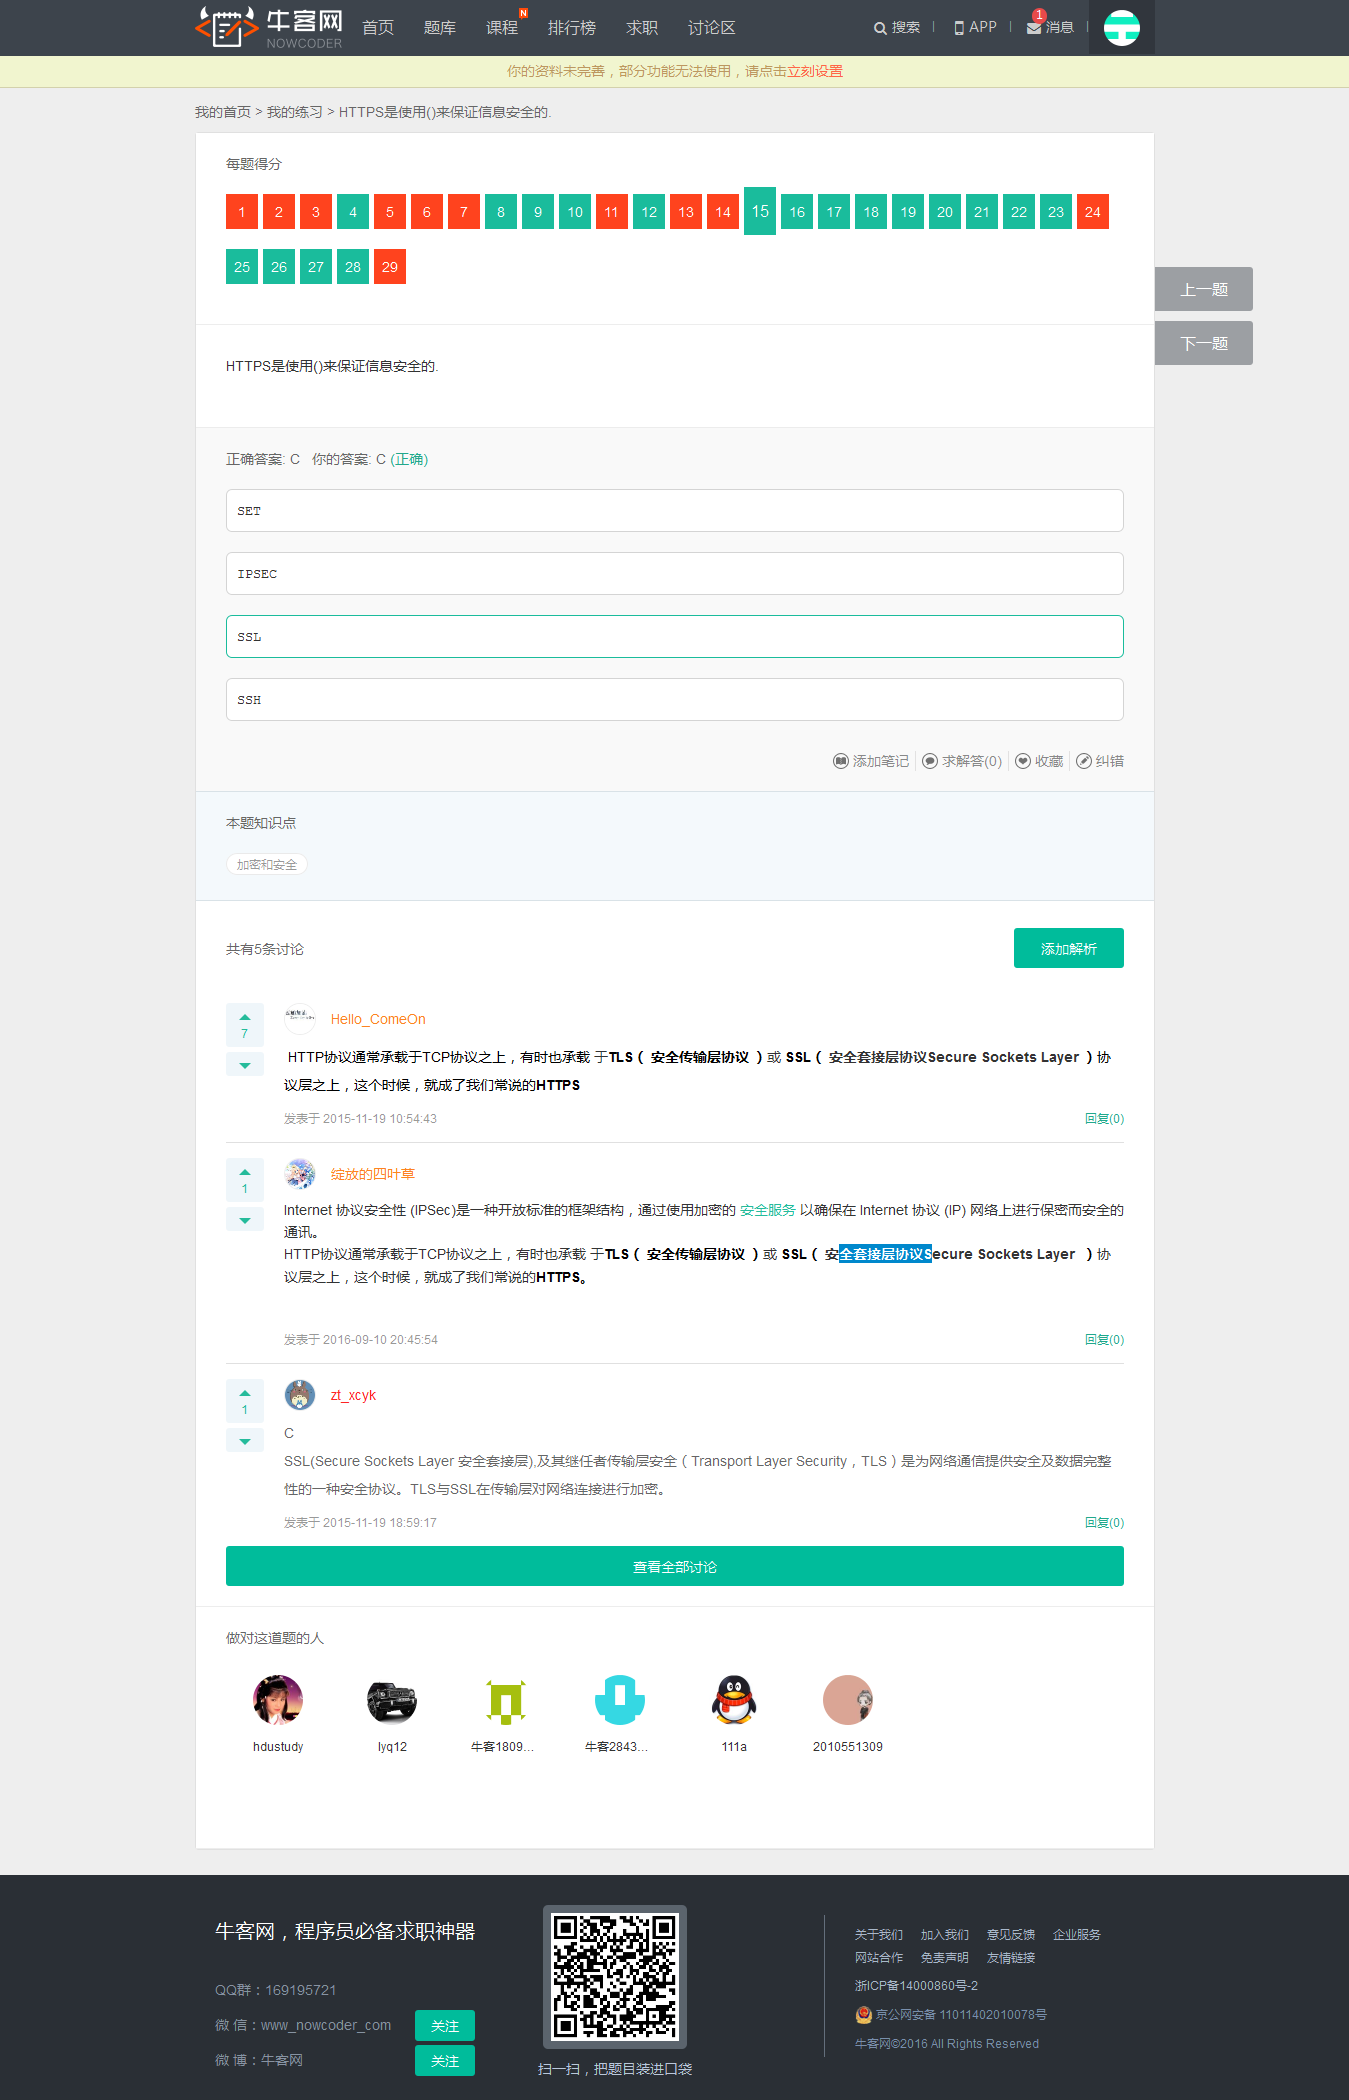 牛客网
NOWCODER
首页 题库 课程 N 排行榜 求职 讨论区 搜索 APP 1 消息
你的资料未完善，部分功能无法使用，请点击立刻设置
我的首页 > 我的练习 > HTTPS是使用()来保证信息安全的.
每题得分
1 2 3 4 5 6 7 8 9 10 11 12 13 14 15 16 17 18 19 20 21 22 23 24
25 26 27 28 29
上一题
下一题
HTTPS是使用()来保证信息安全的.
正确答案: C 你的答案: C (正确)
SET
IPSEC
SSL
SSH
添加笔记 求解答(0) 收藏 纠错
本题知识点
加密和安全
共有5条讨论 添加解析
7
Hello_ComeOn
HTTP协议通常承载于TCP协议之上，有时也承载 于TLS（ 安全传输层协议 ）或 SSL（ 安全套接层协议Secure Sockets Layer ）协
议层之上，这个时候，就成了我们常说的HTTPS
发表于 2015-11-19 10:54:43 回复(0)
1
绽放的四叶草
Internet 协议安全性 (IPSec)是一种开放标准的框架结构，通过使用加密的 安全服务 以确保在 Internet 协议 (IP) 网络上进行保密而安全的
通讯。
HTTP协议通常承载于TCP协议之上，有时也承载 于TLS（ 安全传输层协议 ）或 SSL（ 安全套接层协议Secure Sockets Layer ）协
议层之上，这个时候，就成了我们常说的HTTPS。
发表于 2016-09-10 20:45:54 回复(0)
1
zt_xcyk
C
SSL(Secure Sockets Layer 安全套接层),及其继任者传输层安全（Transport Layer Security，TLS）是为网络通信提供安全及数据完整
性的一种安全协议。TLS与SSL在传输层对网络连接进行加密。
发表于 2015-11-19 18:59:17 回复(0)
查看全部讨论
做对这道题的人
hdustudy lyq12 牛客1809... 牛客2843... 111a 2010551309
牛客网，程序员必备求职神器
QQ群：169195721
微 信：www_nowcoder_com 关注
微 博：牛客网 关注
扫一扫，把题目装进口袋
关于我们 加入我们 意见反馈 企业服务
网站合作 免责声明 友情链接
浙ICP备14000860号-2
京公网安备 11011402010078号
牛客网©2016 All Rights Reserved